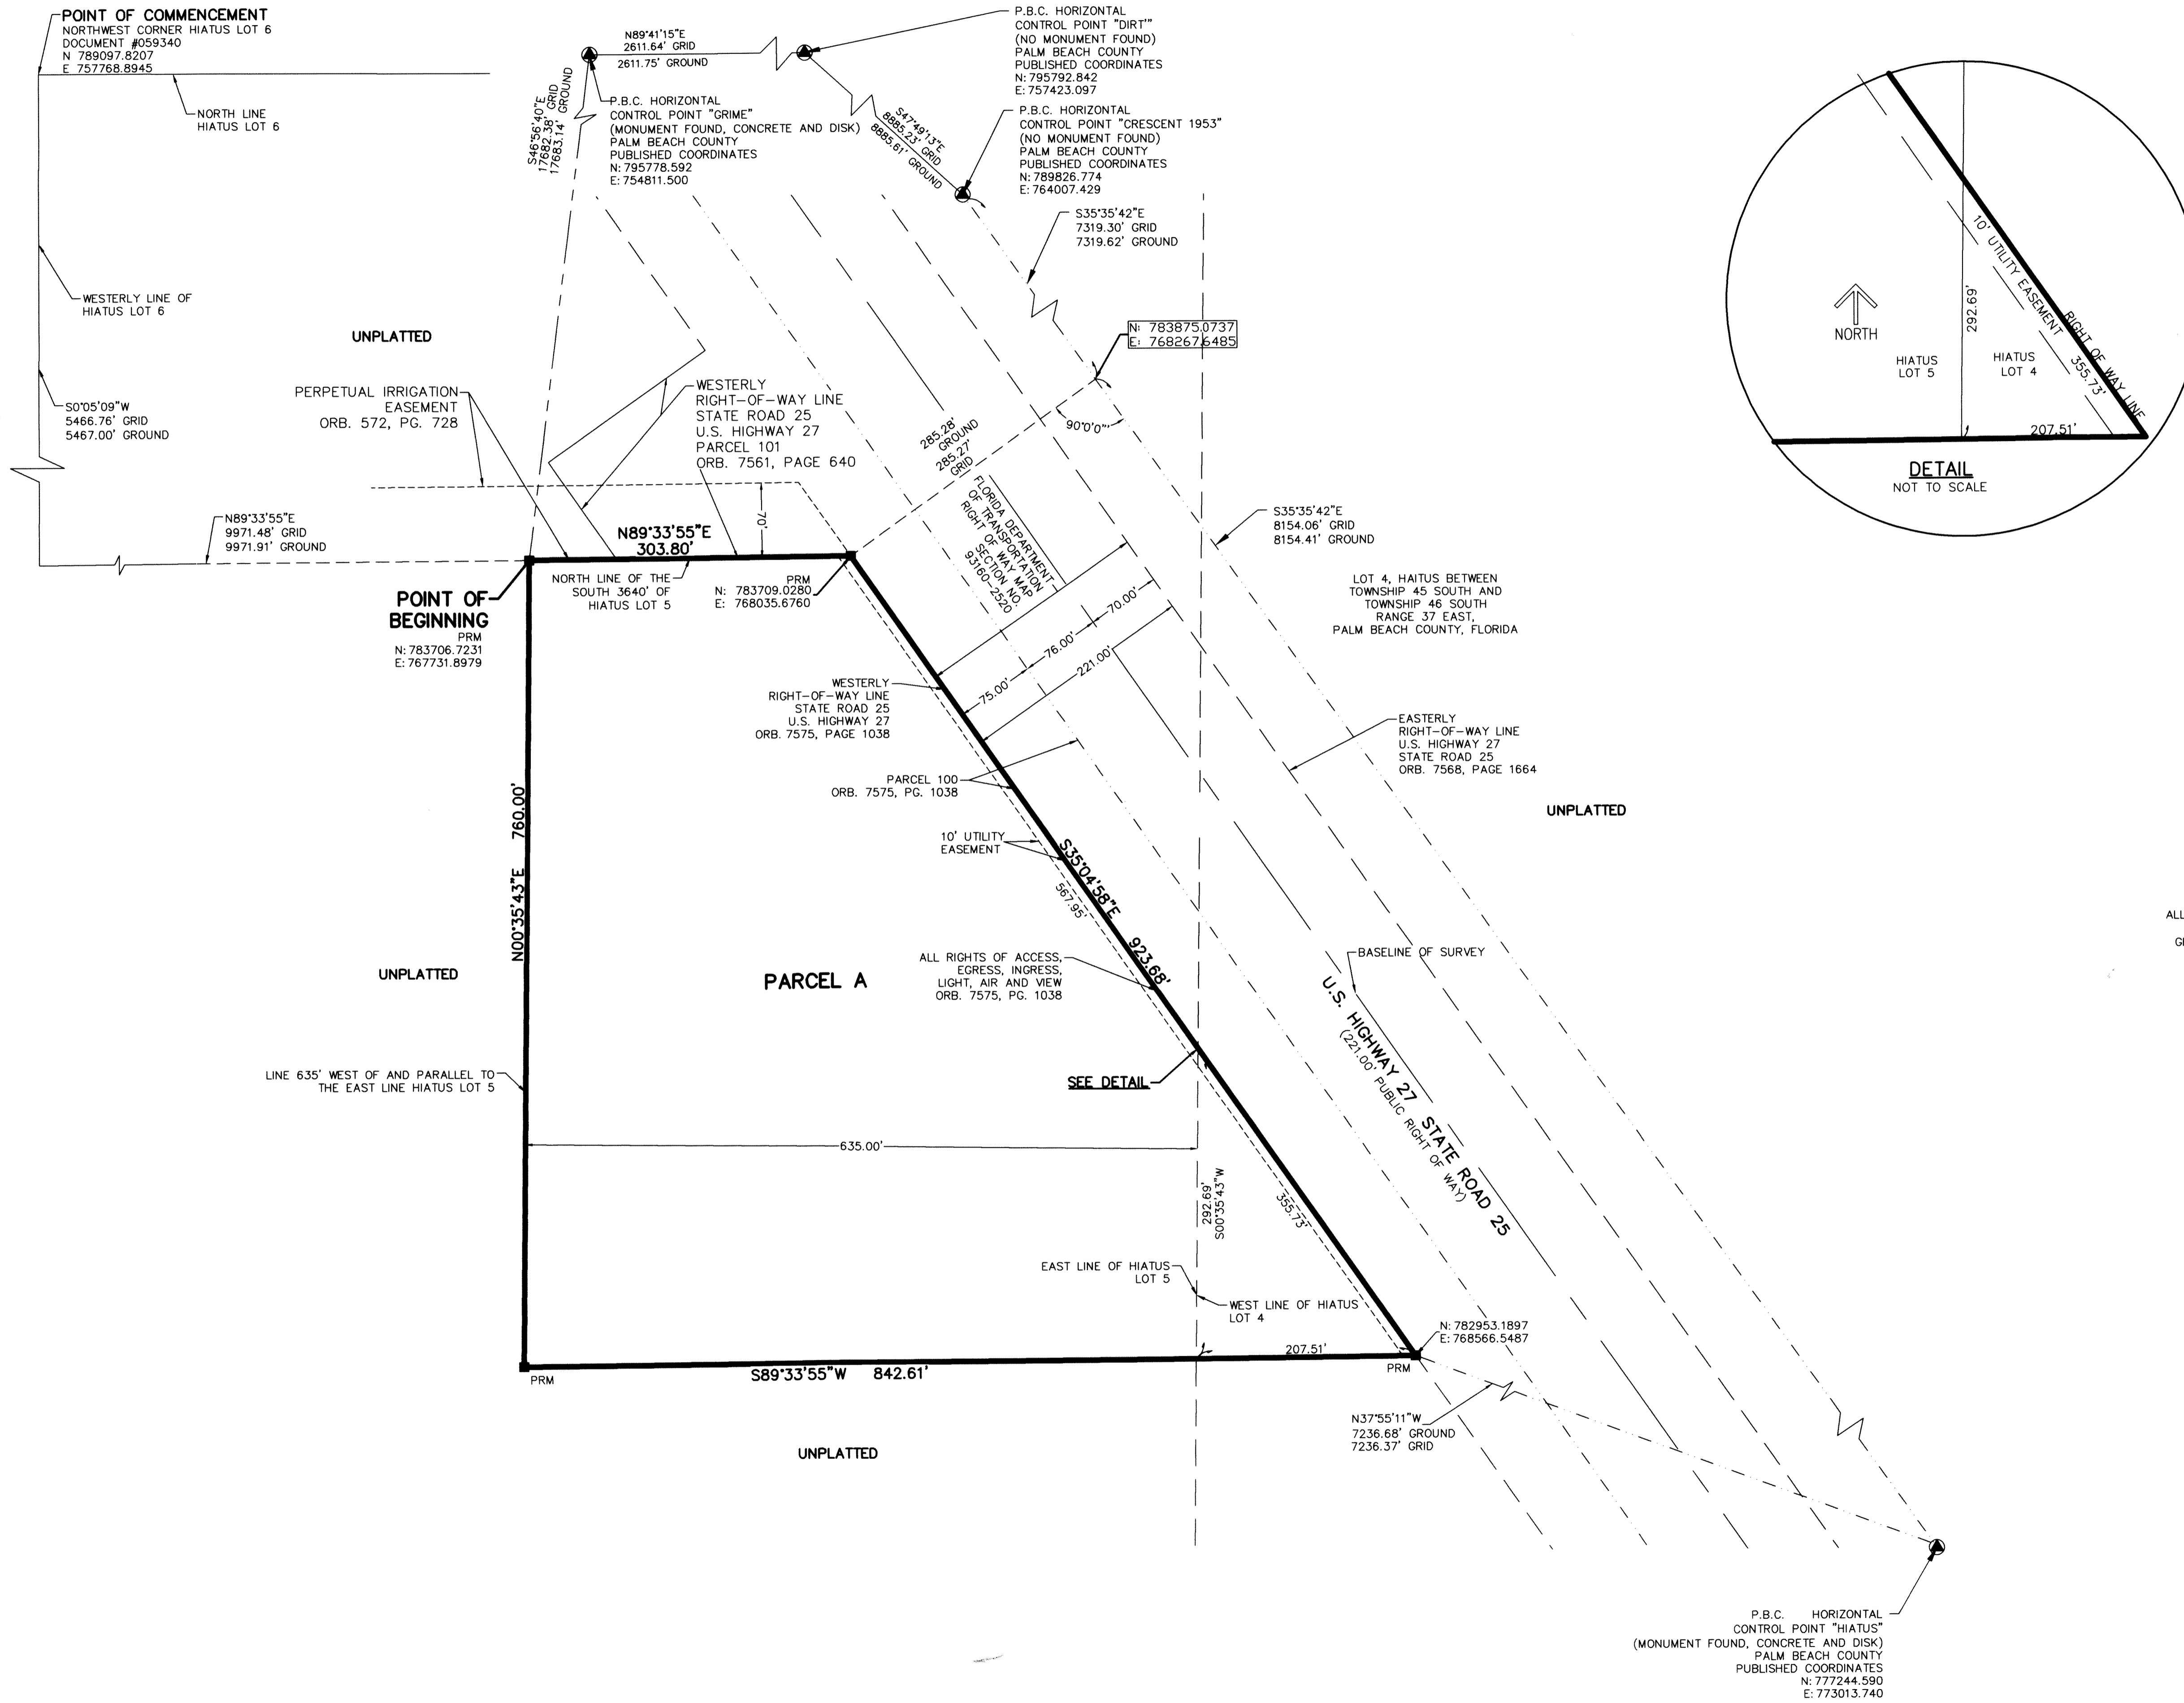 POINT OF COMMENCEMENT
NORTHWEST CORNER HIATUS LOT 6
DOCUMENT #059340
N 789097.8207
E 757768.8945
NORTH LINE
HIATUS LOT 6
WESTERLY LINE OF
HIATUS LOT 6
S0°05'09"W
5466.76' GRID
5467.00' GROUND
N89°33'55"E
9971.48' GRID
9971.91' GROUND
UNPLATTED
PERPETUAL IRRIGATION
EASEMENT
ORB. 572, PG. 728
N89°41'15"E
2611.64' GRID
2611.75' GROUND
S46°56'40"E
17682.38' GRID
17683.14' GROUND
P.B.C. HORIZONTAL
CONTROL POINT "GRIME"
(MONUMENT FOUND, CONCRETE AND DISK)
PALM BEACH COUNTY
PUBLISHED COORDINATES
N: 795778.592
E: 754811.500
P.B.C. HORIZONTAL
CONTROL POINT "DIRT'"
(NO MONUMENT FOUND)
PALM BEACH COUNTY
PUBLISHED COORDINATES
N: 795792.842
E: 757423.097
S47°49'13"E
8885.23' GRID
8885.61' GROUND
P.B.C. HORIZONTAL
CONTROL POINT "CRESCENT 1953"
(NO MONUMENT FOUND)
PALM BEACH COUNTY
PUBLISHED COORDINATES
N: 789826.774
E: 764007.429
S35°35'42"E
7319.30' GRID
7319.62' GROUND
N: 783875.0737
E: 768267.6485
WESTERLY
RIGHT-OF-WAY LINE
STATE ROAD 25
U.S. HIGHWAY 27
PARCEL 101
ORB. 7561, PAGE 640
285.28'
GROUND
285.27'
GRID
90°0'0"'
FLORIDA DEPARTMENT
OF TRANSPORTATION
RIGHT OF WAY MAP
SECTION NO.
93160-2520
70'
N89°33'55"E
303.80'
NORTH LINE OF THE
SOUTH 3640' OF
HIATUS LOT 5
PRM
N: 783709.0280
E: 768035.6760
POINT OF
BEGINNING
PRM
N: 783706.7231
E: 767731.8979
S35°35'42"E
8154.06' GRID
8154.41' GROUND
LOT 4, HAITUS BETWEEN
TOWNSHIP 45 SOUTH AND
TOWNSHIP 46 SOUTH
RANGE 37 EAST,
PALM BEACH COUNTY, FLORIDA
70.00'
76.00'
75.00'
221.00'
WESTERLY
RIGHT-OF-WAY LINE
STATE ROAD 25
U.S. HIGHWAY 27
ORB. 7575, PAGE 1038
EASTERLY
RIGHT-OF-WAY LINE
U.S. HIGHWAY 27
STATE ROAD 25
ORB. 7568, PAGE 1664
PARCEL 100
ORB. 7575, PG. 1038
UNPLATTED
10' UTILITY
EASEMENT
N00°35'43"E 760.00'
S35°04'58"E 923.68'
567.95'
UNPLATTED
PARCEL A
ALL RIGHTS OF ACCESS,
EGRESS, INGRESS,
LIGHT, AIR AND VIEW
ORB. 7575, PG. 1038
BASELINE OF SURVEY
U.S. HIGHWAY 27 STATE ROAD 25
(221.00' PUBLIC RIGHT OF WAY)
LINE 635' WEST OF AND PARALLEL TO
THE EAST LINE HIATUS LOT 5
SEE DETAIL
635.00'
292.69'
S00°35'43"W
355.73'
EAST LINE OF HIATUS
LOT 5
WEST LINE OF HIATUS
LOT 4
N: 782953.1897
E: 768566.5487
207.51'
PRM
PRM
S89°33'55"W 842.61'
N37°55'11"W
7236.68' GROUND
7236.37' GRID
UNPLATTED
P.B.C. HORIZONTAL
CONTROL POINT "HIATUS"
(MONUMENT FOUND, CONCRETE AND DISK)
PALM BEACH COUNTY
PUBLISHED COORDINATES
N: 777244.590
E: 773013.740
10' UTILITY EASEMENT
RIGHT OF WAY LINE
355.73'
292.69'
NORTH
HIATUS
LOT 5
HIATUS
LOT 4
207.51'
DETAIL
NOT TO SCALE
ALL